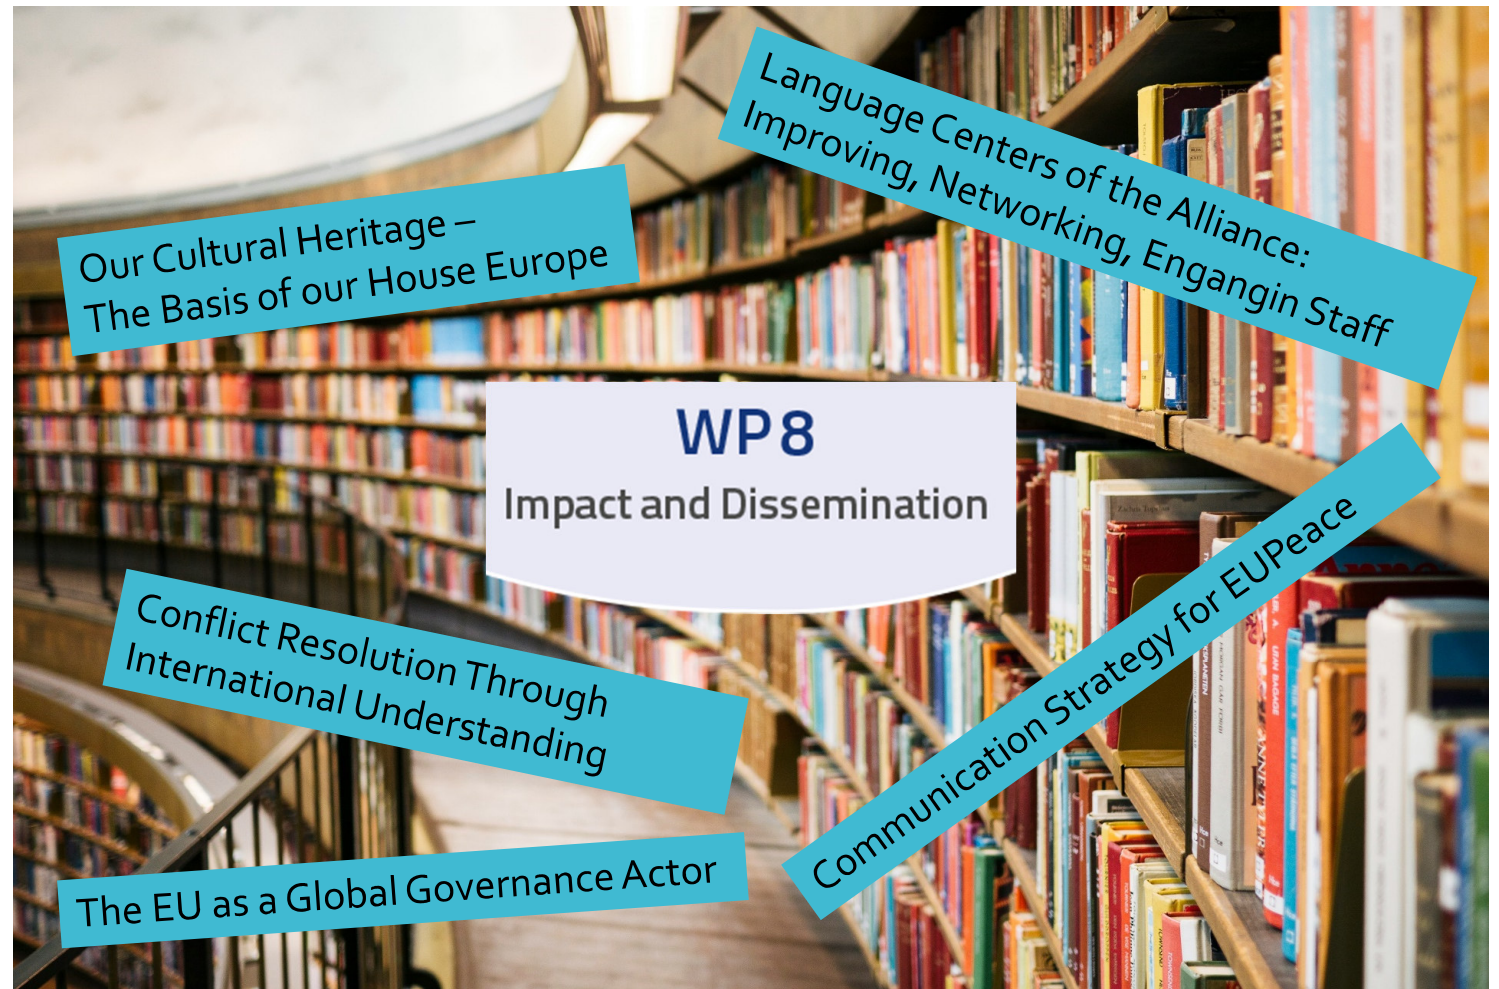 Language Centers of the Alliance:
Improving, Networking, Engangin Staff
Our Cultural Heritage –
The Basis of our House Europe
WP8
Impact and Dissemination
Communication Strategy for EUPeace
Conflict Resolution Through
International Understanding
The EU as a Global Governance Actor